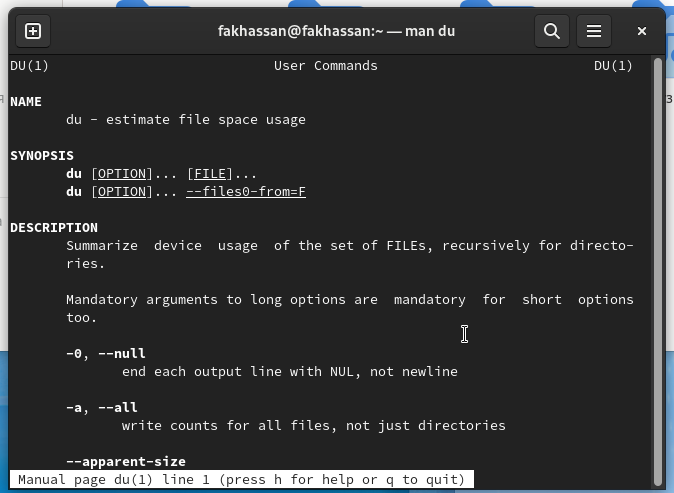 fakhassan@fakhassan:~ — man du
DU(1) User Commands DU(1)
NAME
du - estimate file space usage
SYNOPSIS
du [OPTION]... [FILE]...
du [OPTION]... --files0-from=F
DESCRIPTION
Summarize device usage of the set of FILEs, recursively for directo-
ries.
Mandatory arguments to long options are mandatory for short options
too.
-0, --null
end each output line with NUL, not newline
-a, --all
write counts for all files, not just directories
--apparent-size
Manual page du(1) line 1 (press h for help or q to quit)